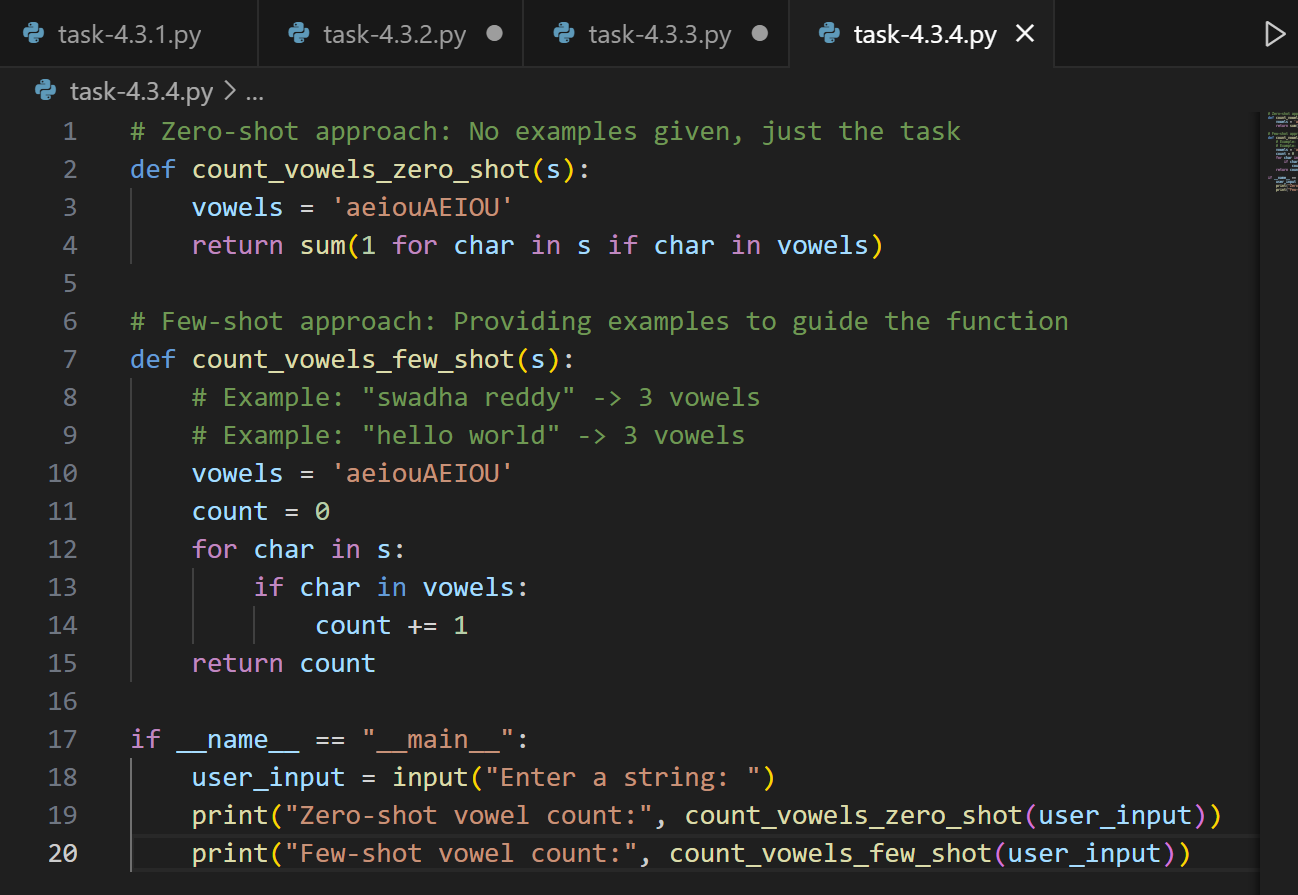 task-4.3.1.py task-4.3.2.py task-4.3.3.py task-4.3.4.py
task-4.3.4.py > ...
1 # Zero-shot approach: No examples given, just the task
2 def count_vowels_zero_shot(s):
3     vowels = 'aeiouAEIOU'
4     return sum(1 for char in s if char in vowels)
5
6 # Few-shot approach: Providing examples to guide the function
7 def count_vowels_few_shot(s):
8     # Example: "swadha reddy" -> 3 vowels
9     # Example: "hello world" -> 3 vowels
10     vowels = 'aeiouAEIOU'
11     count = 0
12     for char in s:
13         if char in vowels:
14             count += 1
15     return count
16
17 if __name__ == "__main__":
18     user_input = input("Enter a string: ")
19     print("Zero-shot vowel count:", count_vowels_zero_shot(user_input))
20     print("Few-shot vowel count:", count_vowels_few_shot(user_input))